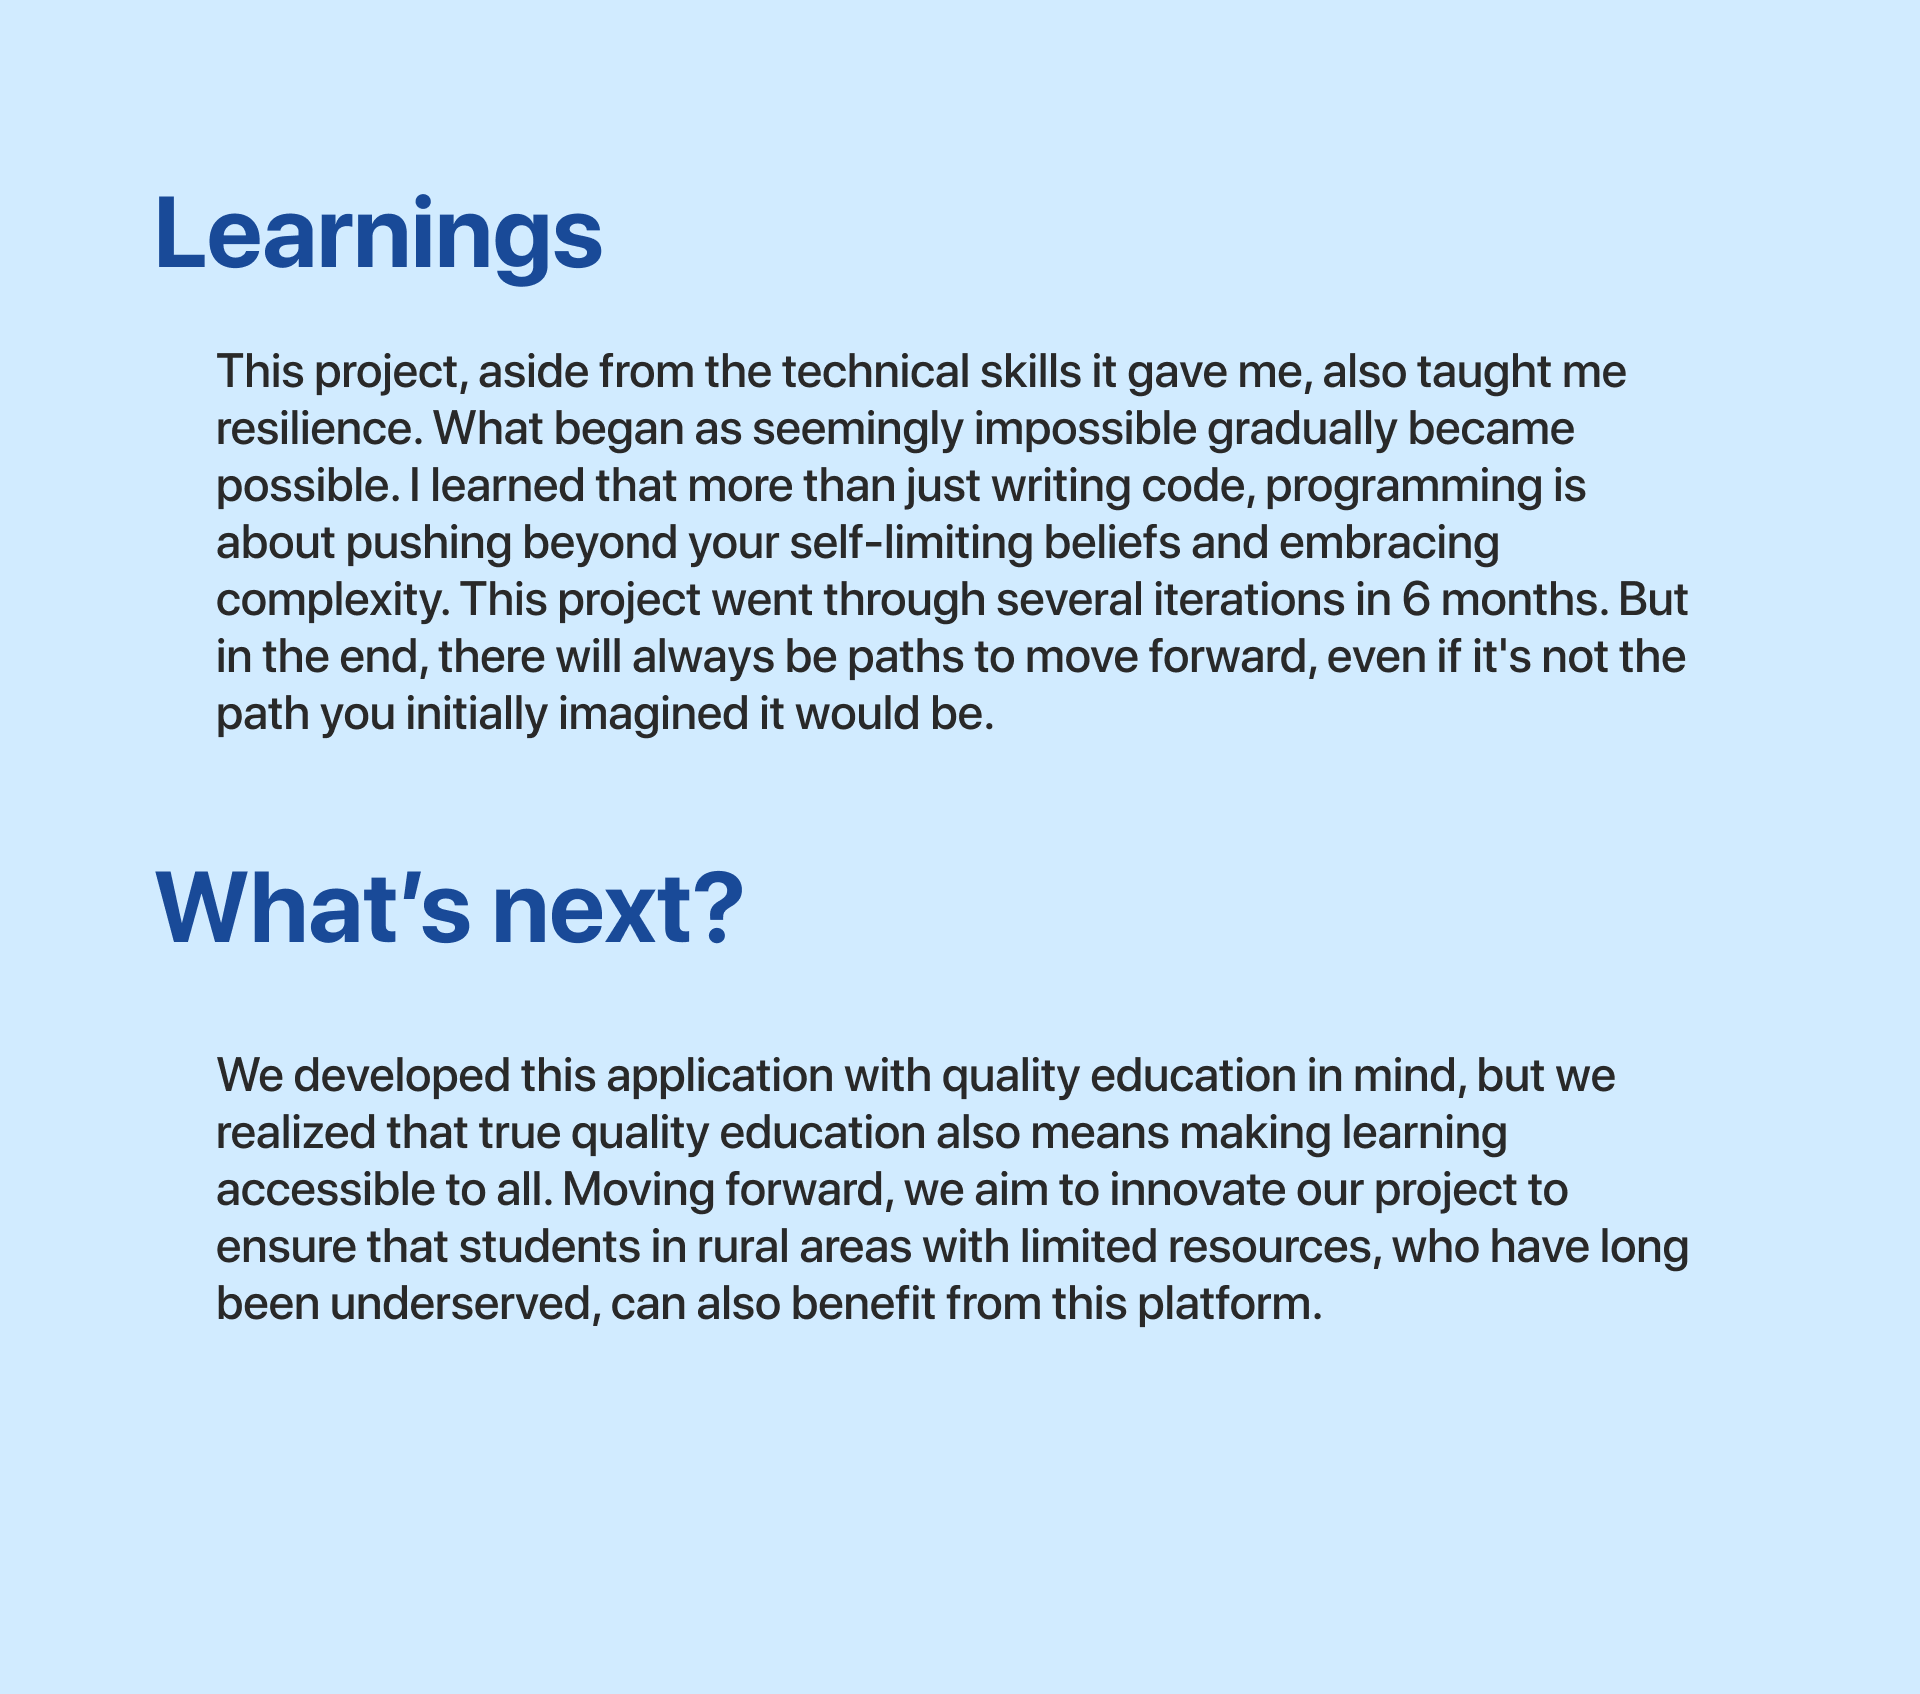 Learnings
This project, aside from the technical skills it gave me, also taught me
resilience. What began as seemingly impossible gradually became
possible. I learned that more than just writing code, programming is
about pushing beyond your self-limiting beliefs and embracing
complexity. This project went through several iterations in 6 months. But
in the end, there will always be paths to move forward, even if it's not the
path you initially imagined it would be.
What’s next?
We developed this application with quality education in mind, but we
realized that true quality education also means making learning
accessible to all. Moving forward, we aim to innovate our project to
ensure that students in rural areas with limited resources, who have long
been underserved, can also benefit from this platform.